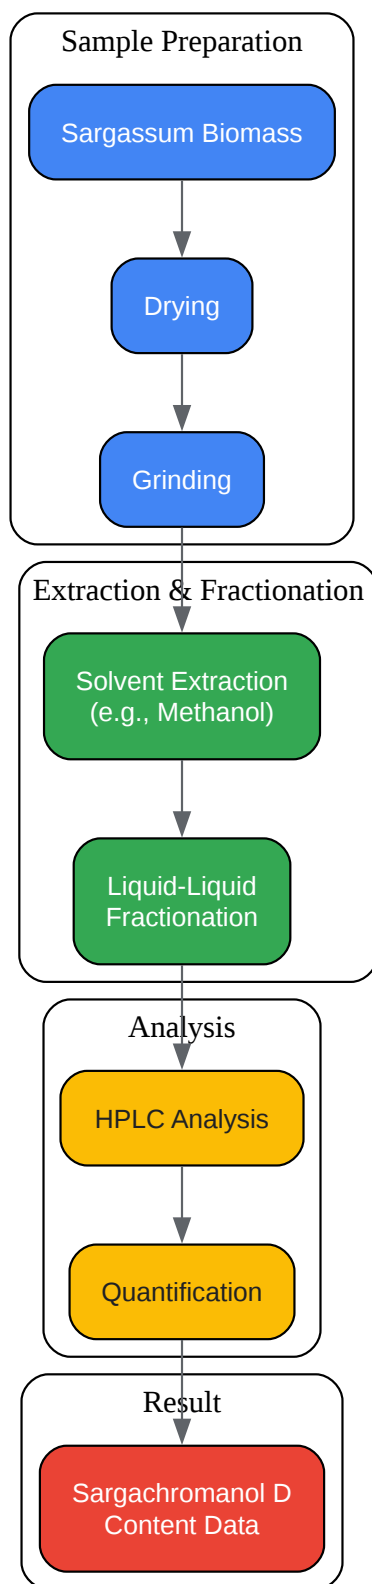 Sample Preparation
Sargassum Biomass
Drying
Grinding
Extraction & Fractionation
Solvent Extraction
(e.g., Methanol)
Liquid-Liquid
Fractionation
Analysis
HPLC Analysis
Quantification
Result
Sargachromanol D
Content Data